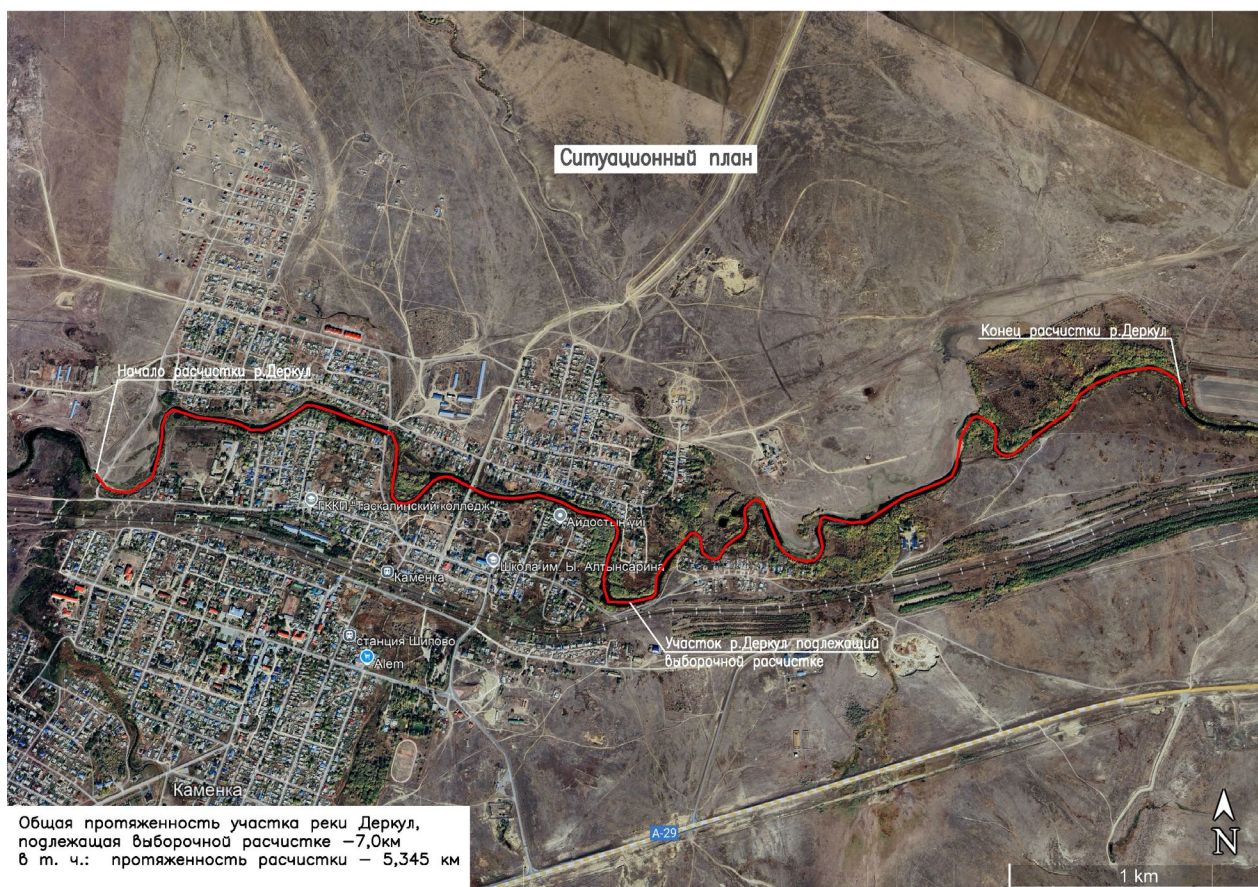 Ситуационный план
Конец расчистки р.Деркул
Начало расчистки р.Деркул
ГККП "Таскалинский колледж"
Айдостың үйі
Школа им. Ы. Алтынсарина
Каменка
Участок р.Деркул подлежащий
выборочной расчистке
станция Шипово
Alem
Каменка
A-29
Общая протяженность участка реки Деркул,
подлежащая выборочной расчистке -7,0км
в т. ч.: протяженность расчистки - 5,345 км
N
1 km